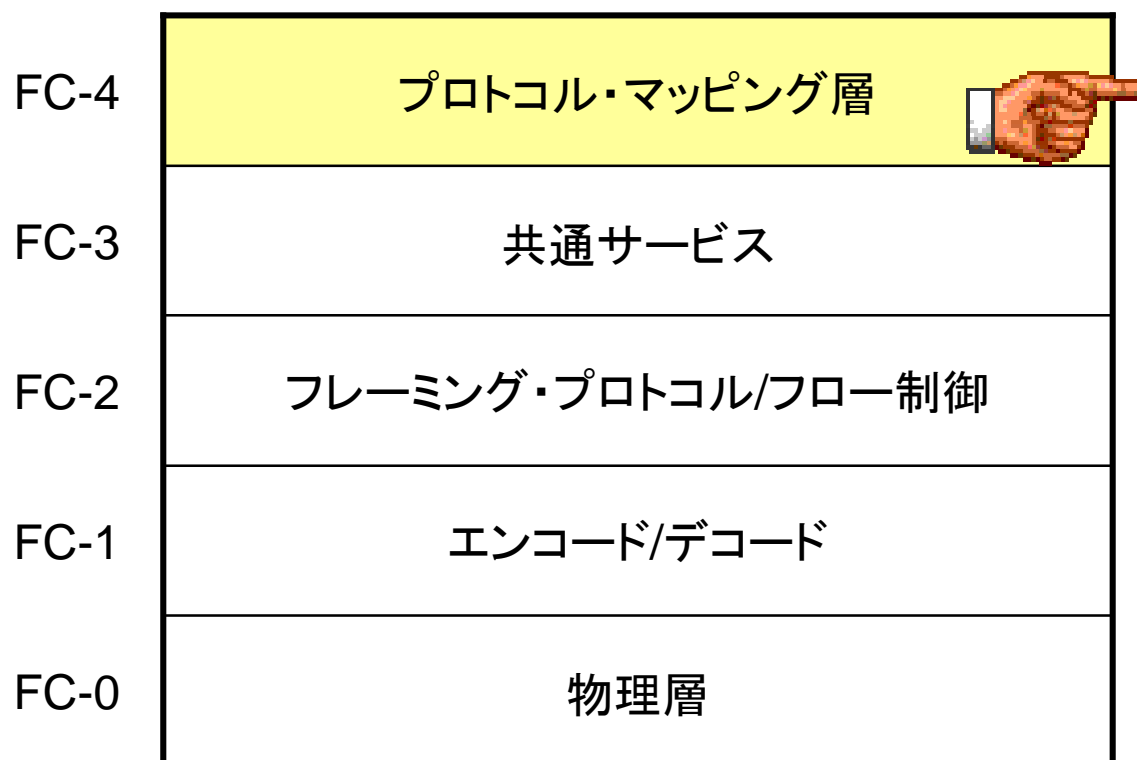 FC-4 プロトコル・マッピング層
FC-3 共通サービス
FC-2 フレーミング・プロトコル/フロー制御
FC-1 エンコード/デコード
FC-0 物理層